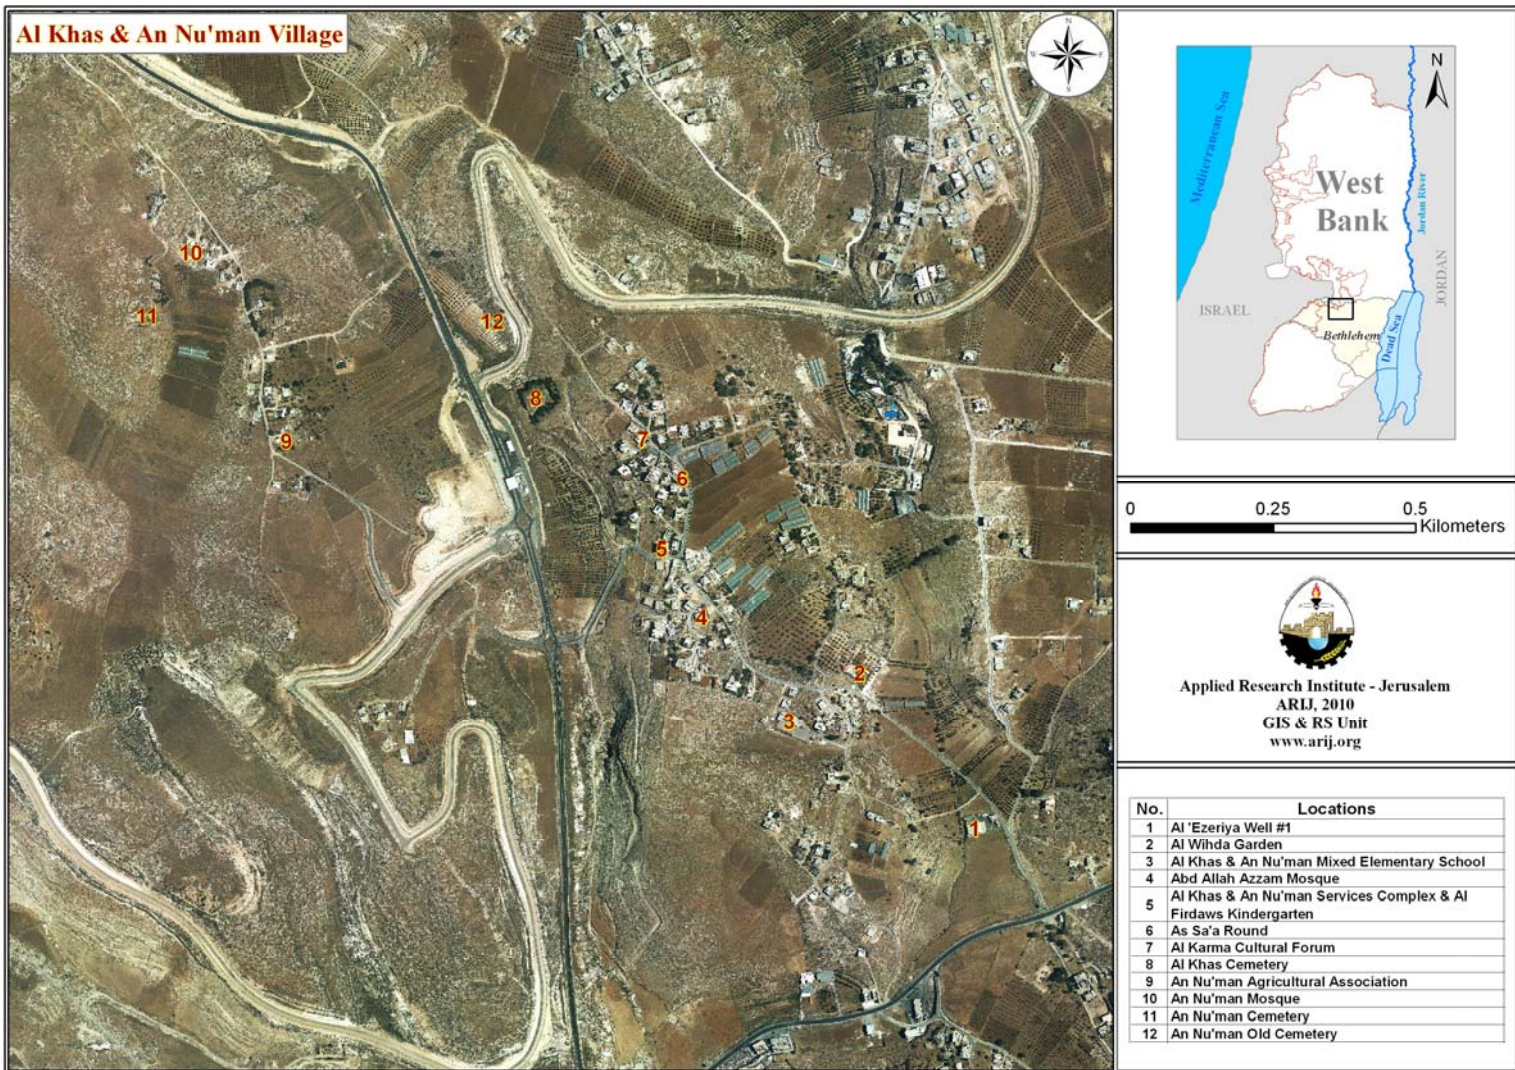 Al Khas & An Nu'man Village
N
W
E
S
10
11
12
8
9
7
6
5
4
2
3
1
N
Mediterranean Sea
West
Bank
Jordan River
JORDAN
ISRAEL
Bethlehem
Dead Sea
0 0.25 0.5
Kilometers
Applied Research Institute - Jerusalem
ARIJ, 2010
GIS & RS Unit
www.arij.org
No. Locations
1 Al 'Ezeriya Well #1
2 Al Wihda Garden
3 Al Khas & An Nu'man Mixed Elementary School
4 Abd Allah Azzam Mosque
5 Al Khas & An Nu'man Services Complex & Al
Firdaws Kindergarten
6 As Sa'a Round
7 Al Karma Cultural Forum
8 Al Khas Cemetery
9 An Nu'man Agricultural Association
10 An Nu'man Mosque
11 An Nu'man Cemetery
12 An Nu'man Old Cemetery